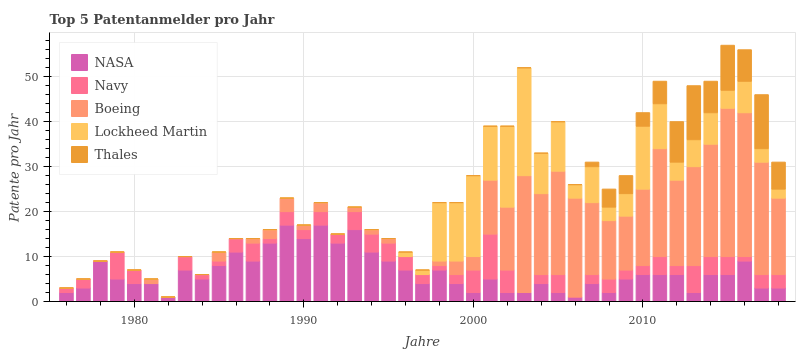 Top 5 Patentanmelder pro Jahr
NASA
Navy
Boeing
Lockheed Martin
Thales
Patente pro Jahr
50
40
30
20
10
0
1980
1990
2000
2010
Jahre